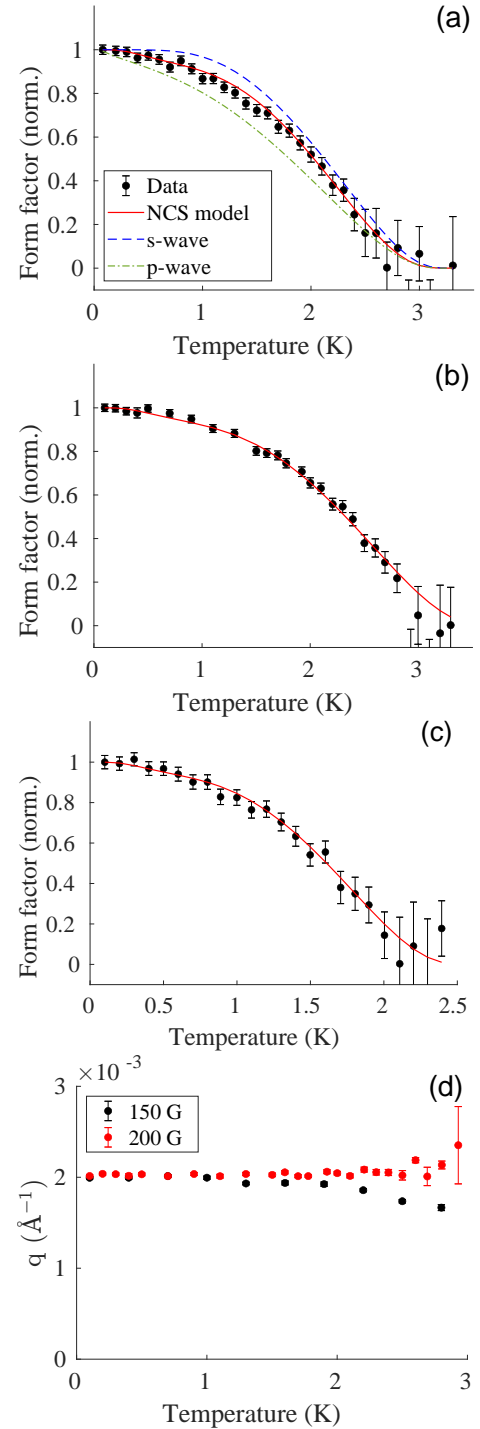 (a)
1
0.8
0.6
0.4
0.2
0
Form factor (norm.)
Data
NCS model
s-wave
p-wave
0 1 2 3
Temperature (K)
(b)
1
0.8
0.6
0.4
0.2
0
Form factor (norm.)
0 1 2 3
Temperature (K)
(c)
1
0.8
0.6
0.4
0.2
0
Form factor (norm.)
0 0.5 1 1.5 2 2.5
Temperature (K)
×10⁻³
(d)
3
2
1
0
q (Å⁻¹)
150 G
200 G
0 1 2 3
Temperature (K)